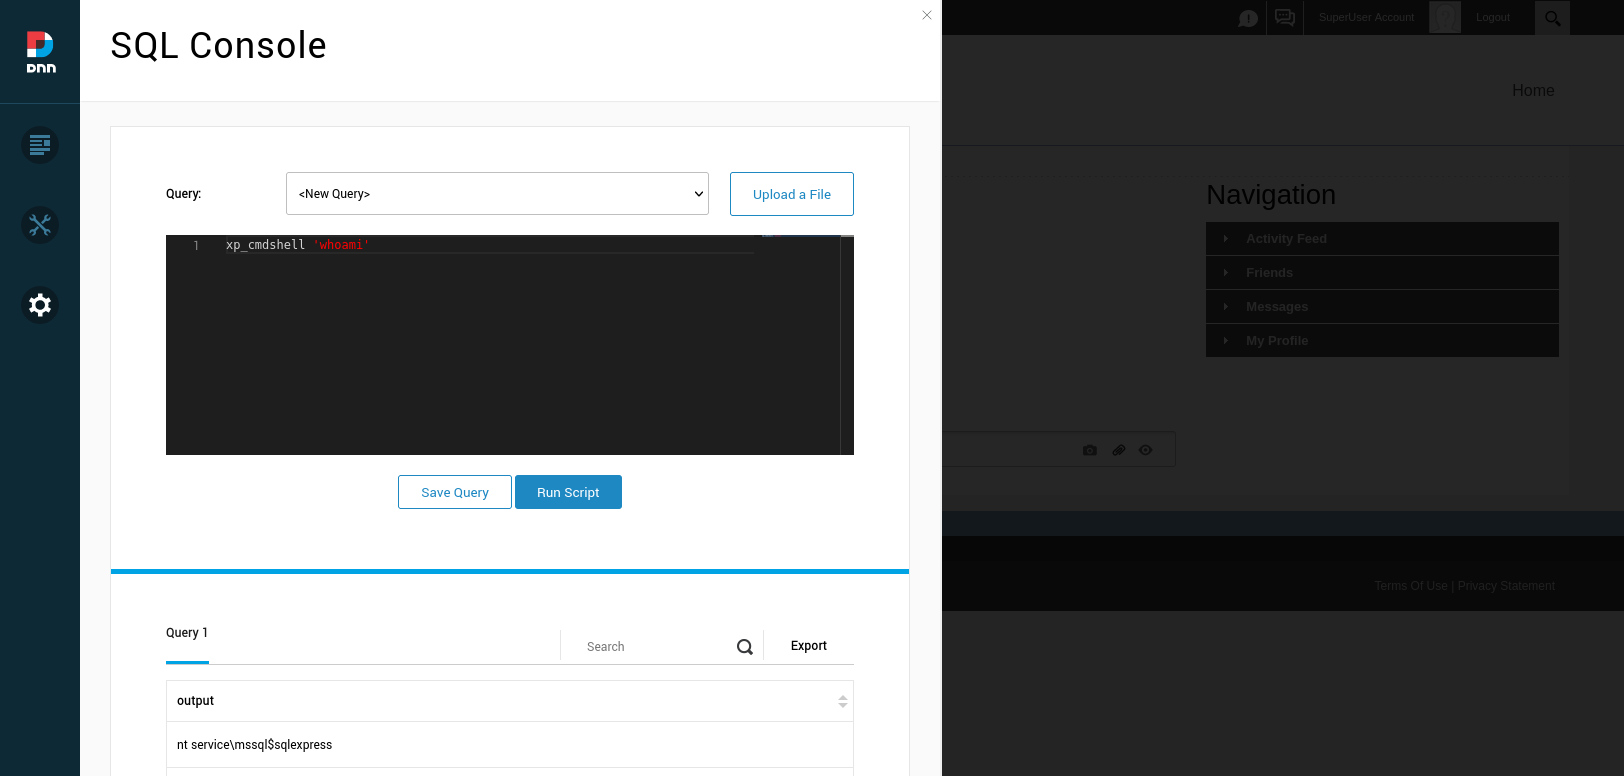 SuperUser Account
Logout
SQL Console
dnn
Home
Navigation
Activity Feed
Friends
Messages
My Profile
Query:
<New Query>
Upload a File
1
xp_cmdshell 'whoami'
Save Query
Run Script
Terms Of Use | Privacy Statement
Query 1
Search
Export
output
nt service\mssql$sqlexpress